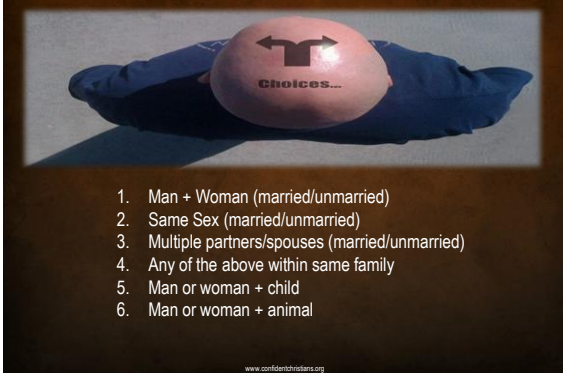 Choices...
1. Man + Woman (married/unmarried)
2. Same Sex (married/unmarried)
3. Multiple partners/spouses (married/unmarried)
4. Any of the above within same family
5. Man or woman + child
6. Man or woman + animal
www.confidentchristians.org